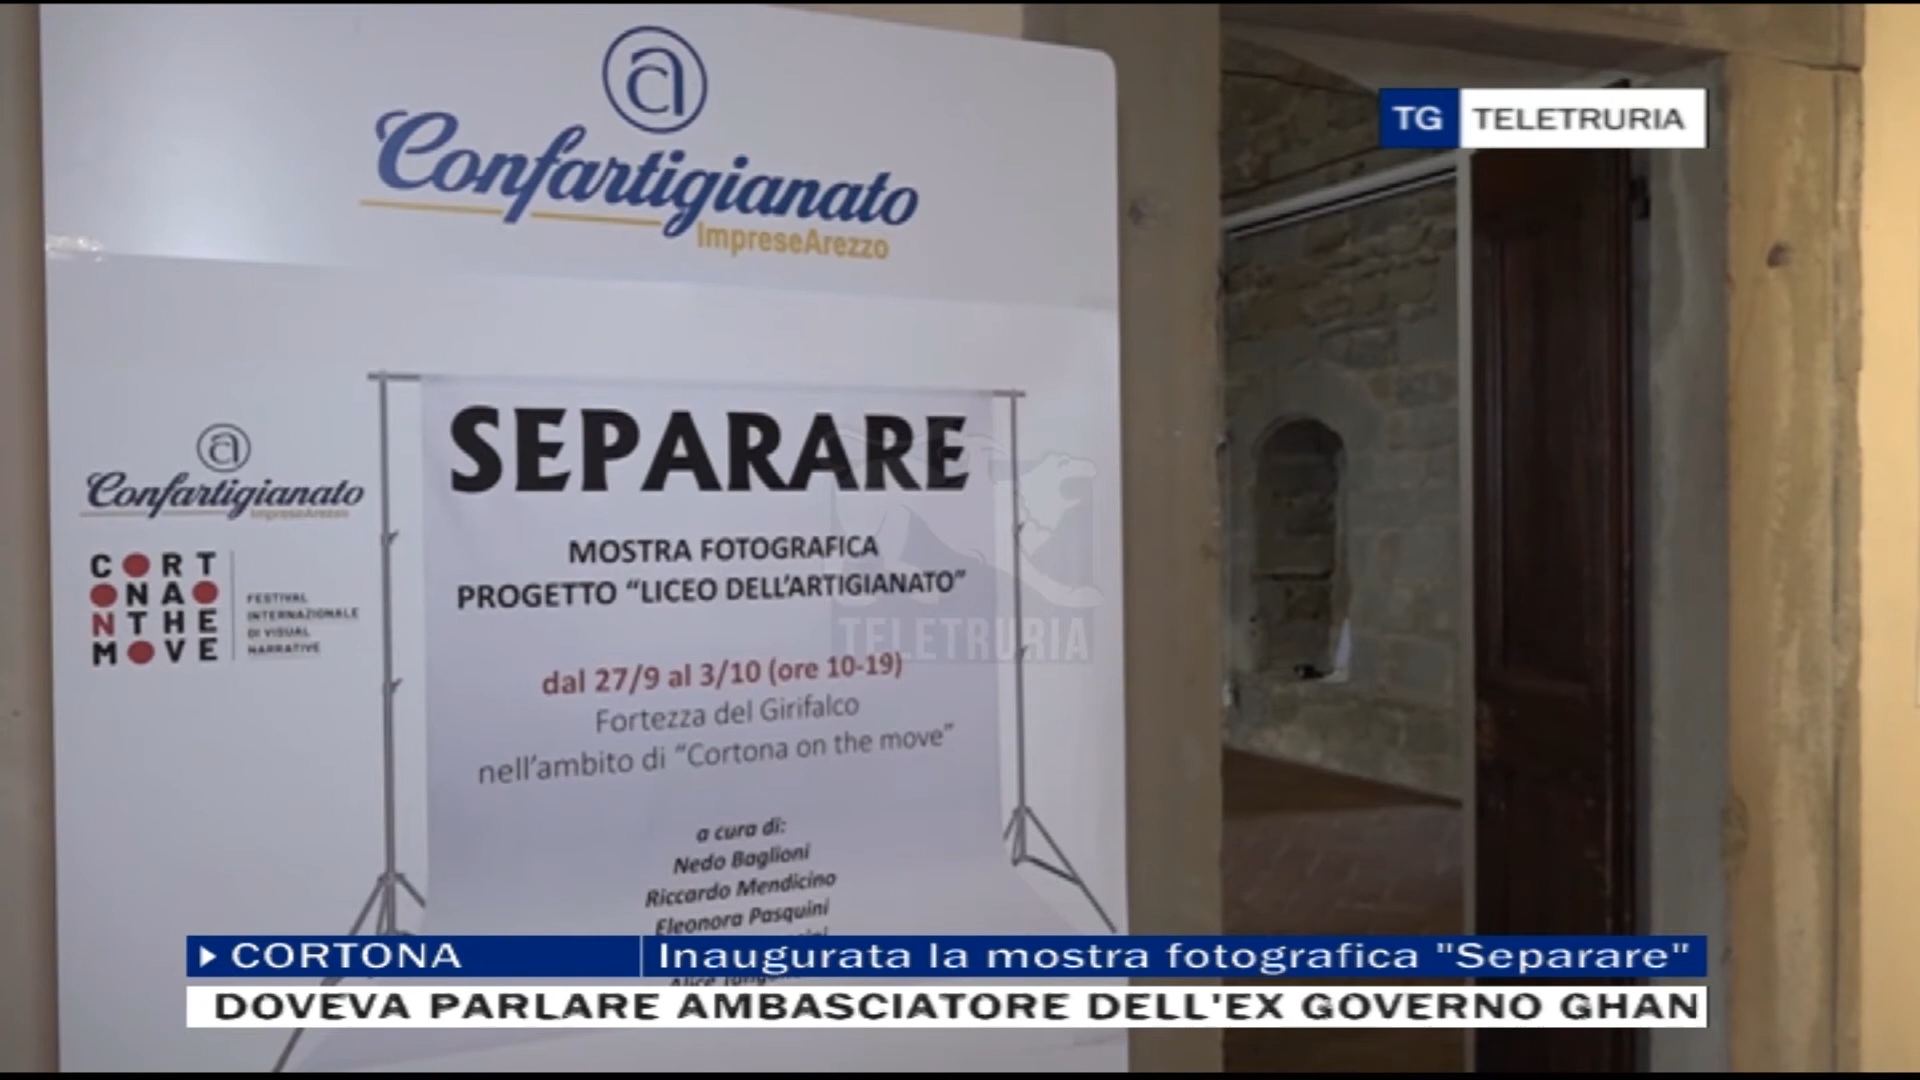 a
Confartigianato
ImpreseArezzo
TG TELETRURIA
a
Confartigianato
ImpreseArezzo
CORT
ONAO
NTHE
MOVE
FESTIVAL
INTERNAZIONALE
DI VISUAL
NARRATIVE
SEPARARE
MOSTRA FOTOGRAFICA
PROGETTO “LICEO DELL’ARTIGIANATO”
TELETRURIA
dal 27/9 al 3/10 (ore 10-19)
Fortezza del Girifalco
nell’ambito di “Cortona on the move”
a cura di:
Nedo Baglioni
Riccardo Mendicino
Eleonora Pasquini
Alice
CORTONA
Inaugurata la mostra fotografica "Separare"
DOVEVA PARLARE AMBASCIATORE DELL'EX GOVERNO GHAN